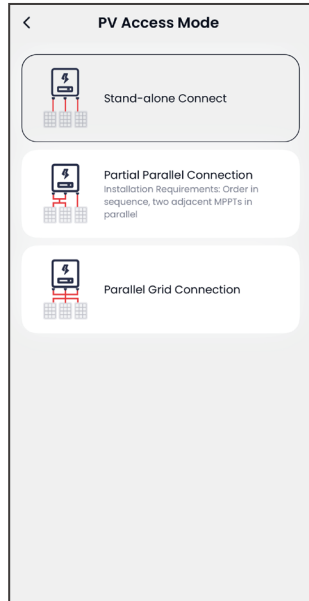 PV Access Mode
Stand-alone Connect
Partial Parallel Connection
Installation Requirements: Order in
sequence, two adjacent MPPTs in
parallel
Parallel Grid Connection